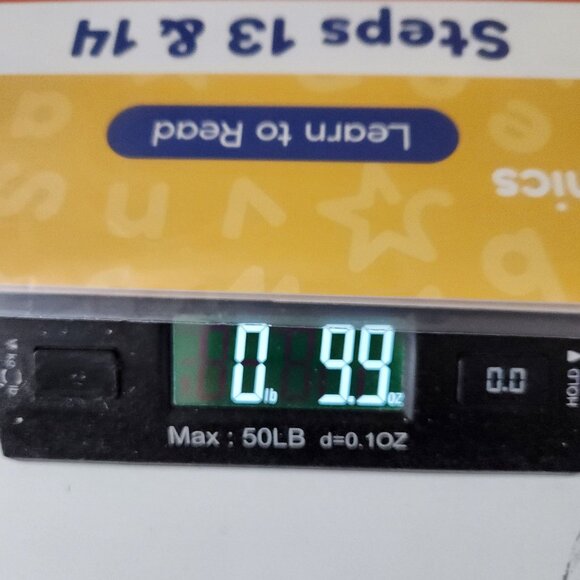 Steps 13 & 14
Learn to Read
nics
0 lb 9.9 oz
0.0
HOLD
Max : 50LB d=0.1OZ